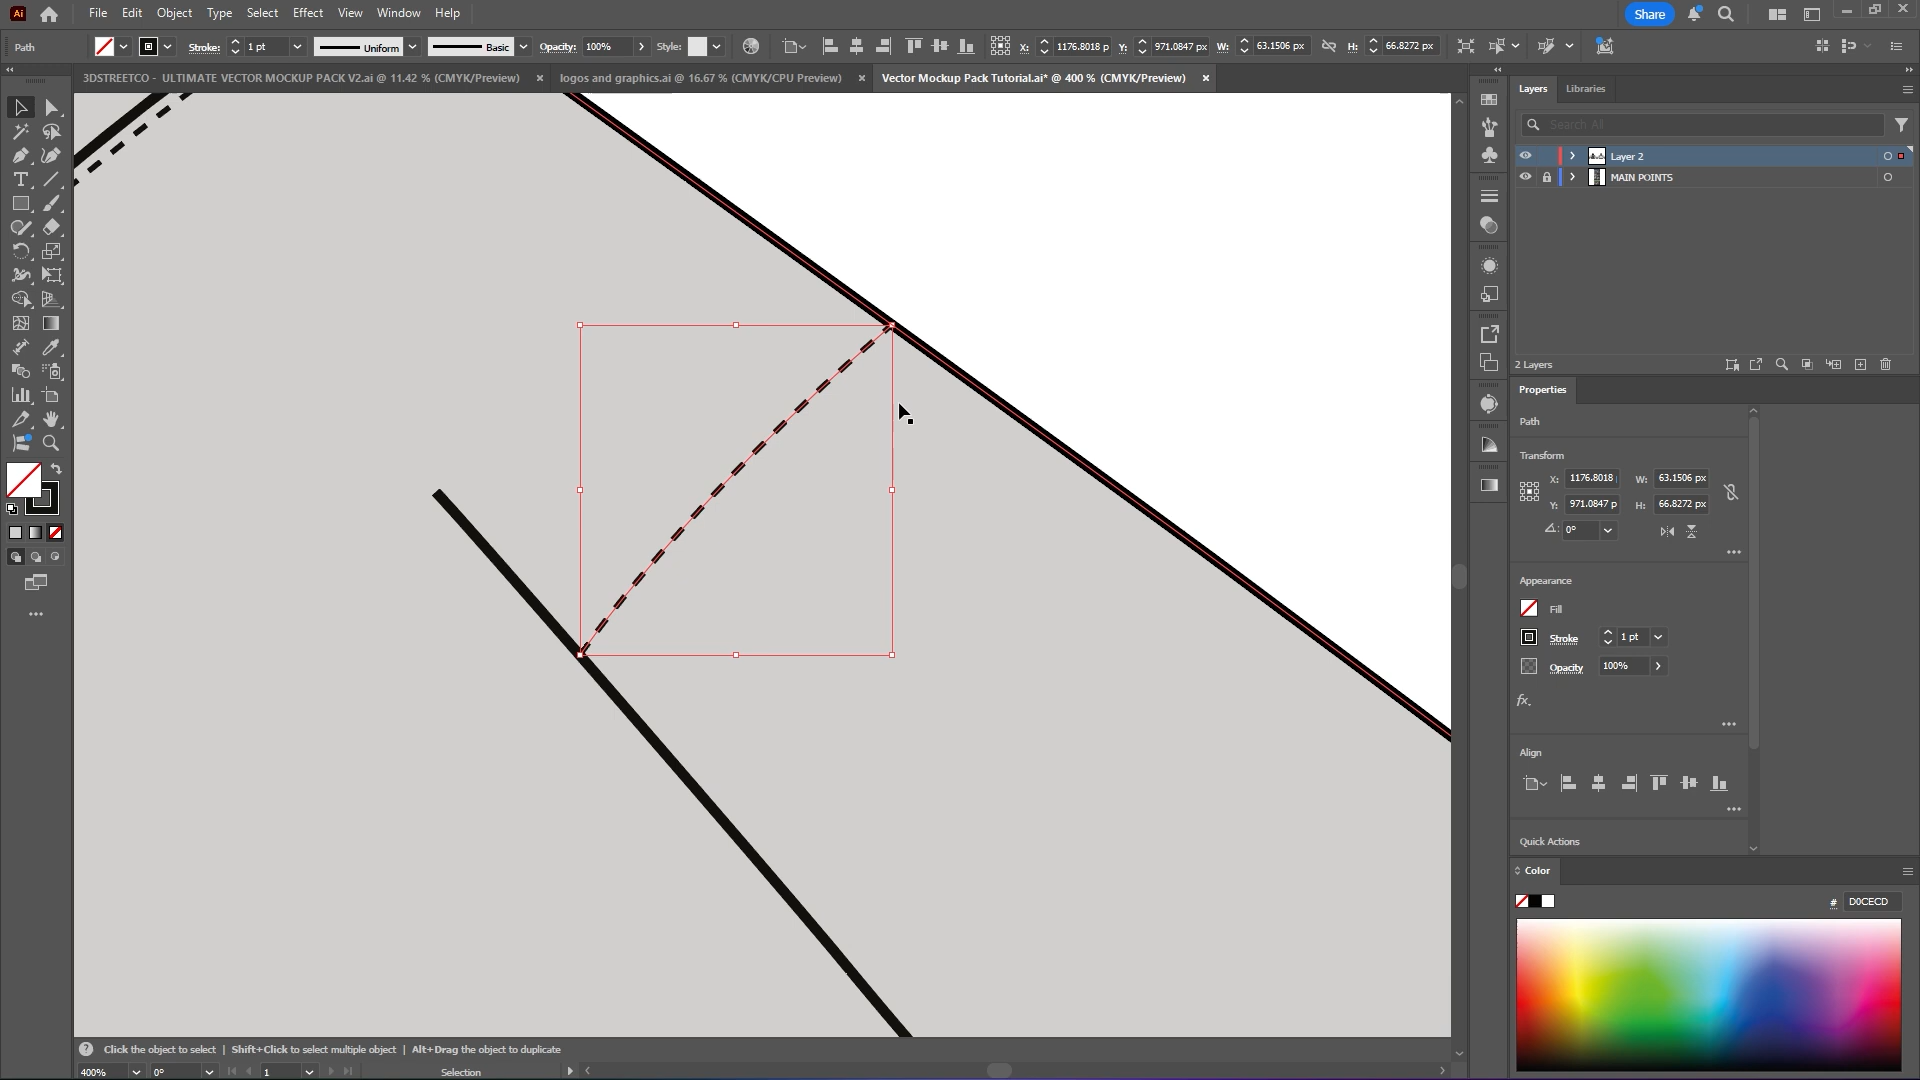 Ai File Edit Object Type Select Effect View Window Help Share
Path Stroke: 1 pt Uniform Basic Opacity: 100% Style: X: 1176.8018 p Y: 971.0847 px W: 63.1506 px H: 66.8272 px
3DSTREETCO - ULTIMATE VECTOR MOCKUP PACK V2.ai @ 11.42 % (CMYK/Preview) × logos and graphics.ai @ 16.67 % (CMYK/CPU Preview) × Vector Mockup Pack Tutorial.ai* @ 400 % (CMYK/Preview) ×
Layers Libraries
Search All
Layer 2
MAIN POINTS
2 Layers
Properties
Path
Transform
X: 1176.8018 W: 63.1506 px
Y: 971.0847 p H: 66.8272 px
0°
Appearance
Fill
Stroke 1 pt
Opacity 100%
fx.
Align
Quick Actions
Color
# D0CECD
? Click the object to select | Shift+Click to select multiple objekt | Alt+Drag the object to duplicate
400% 0° 1 Selection